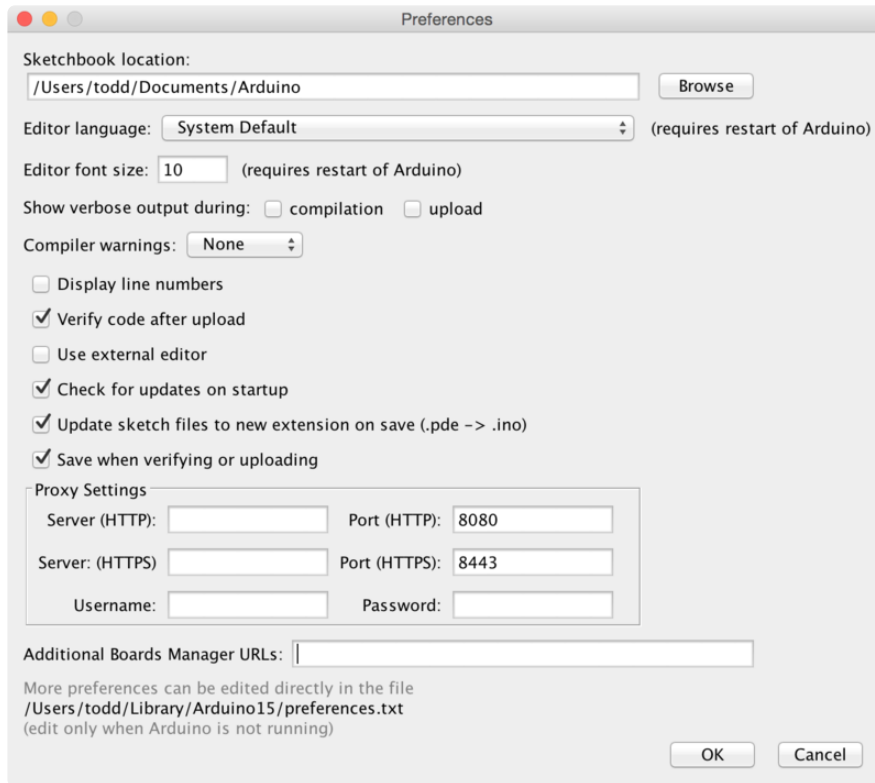 Preferences
Sketchbook location:
/Users/todd/Documents/Arduino Browse
Editor language: System Default (requires restart of Arduino)
Editor font size: 10 (requires restart of Arduino)
Show verbose output during: compilation upload
Compiler warnings: None
Display line numbers
Verify code after upload
Use external editor
Check for updates on startup
Update sketch files to new extension on save (.pde -> .ino)
Save when verifying or uploading
Proxy Settings
Server (HTTP): Port (HTTP): 8080
Server: (HTTPS) Port (HTTPS): 8443
Username: Password:
Additional Boards Manager URLs:
More preferences can be edited directly in the file
/Users/todd/Library/Arduino15/preferences.txt
(edit only when Arduino is not running)
OK Cancel